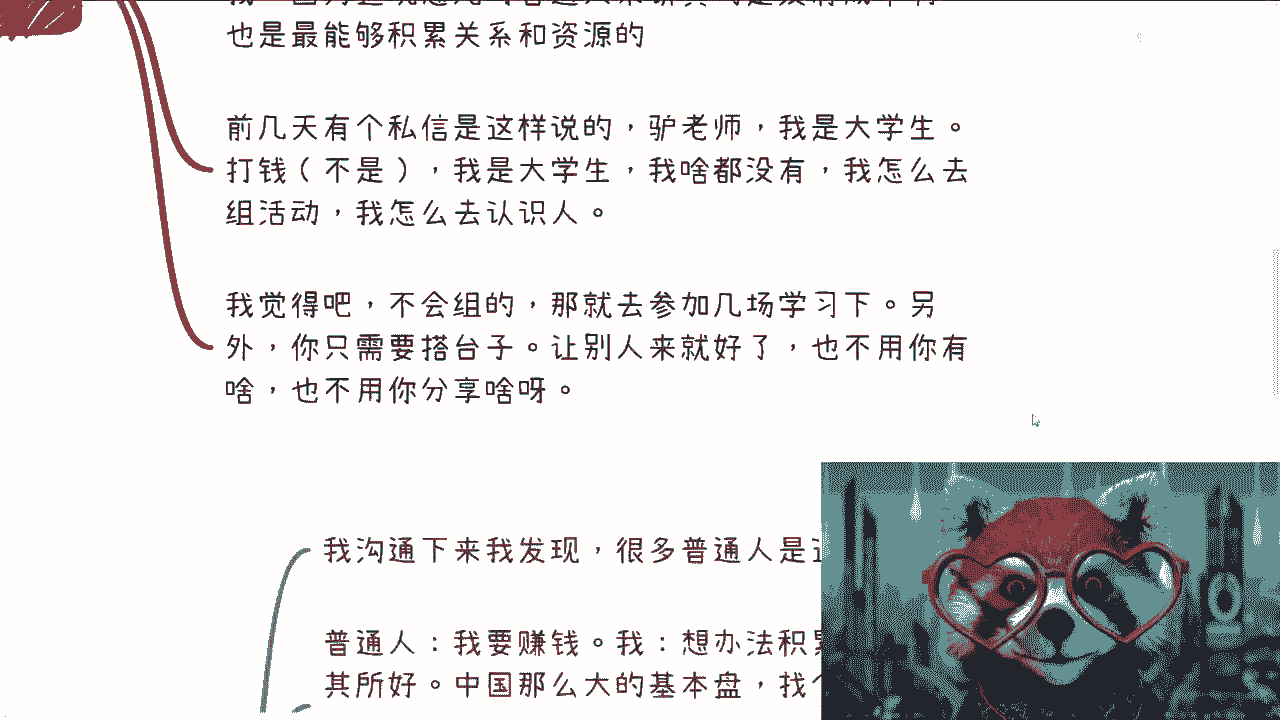 也是最能够积累关系和资源的
前几天有个私信是这样说的，驴老师，我是大学生。
打钱（不是），我是大学生，我啥都没有，我怎么去
组活动，我怎么去认识人。
我觉得吧，不会组的，那就去参加几场学习下。另
外，你只需要搭台子。让别人来就好了，也不用你有
啥，也不用你分享啥呀。
我沟通下来我发现，很多普通人是
普通人：我要赚钱。我：想办法积
其所好。中国那么大的基本盘，找